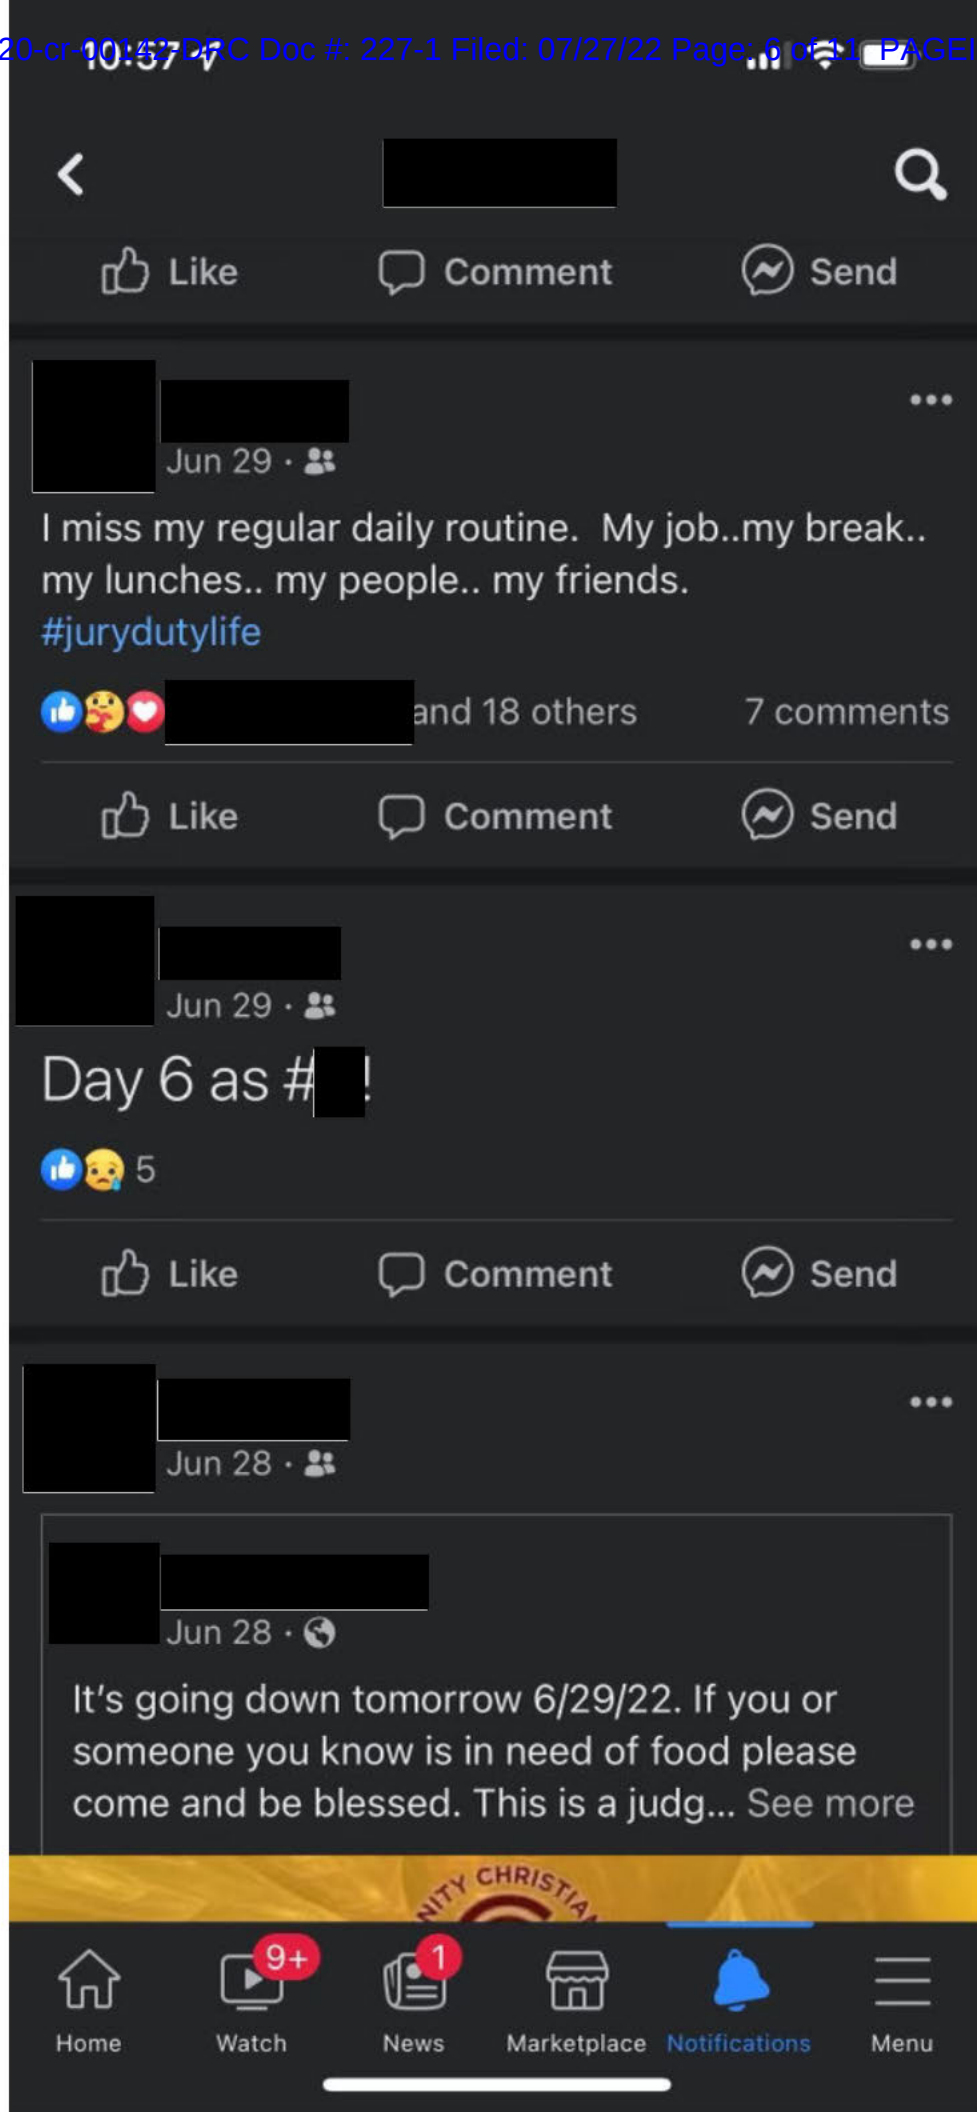 20-cr-00142-DRC Doc #: 227-1 Filed: 07/27/22 Page: 6 of 11 PAGEI
10:57
Like Comment Send
Jun 29 ·
I miss my regular daily routine. My job..my break..
my lunches.. my people.. my friends.
#jurydutylife
and 18 others 7 comments
Like Comment Send
Jun 29 ·
Day 6 as # !
5
Like Comment Send
Jun 28 ·
Jun 28 ·
It's going down tomorrow 6/29/22. If you or
someone you know is in need of food please
come and be blessed. This is a judg... See more
NITY CHRISTIA
9+ 1
Home Watch News Marketplace Notifications Menu